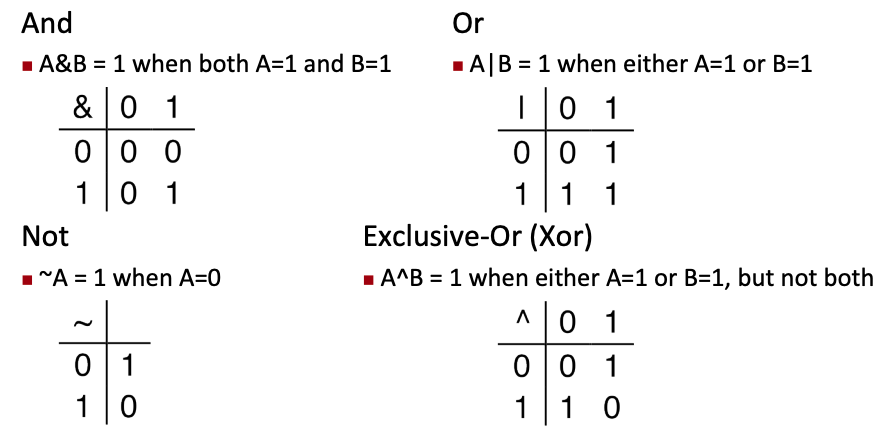 And
■ A&B = 1 when both A=1 and B=1
& 0 1
0 0 0
1 0 1
Or
■ A|B = 1 when either A=1 or B=1
| 0 1
0 0 1
1 1 1
Not
■ ~A = 1 when A=0
~
0 1
1 0
Exclusive-Or (Xor)
■ A^B = 1 when either A=1 or B=1, but not both
^ 0 1
0 0 1
1 1 0